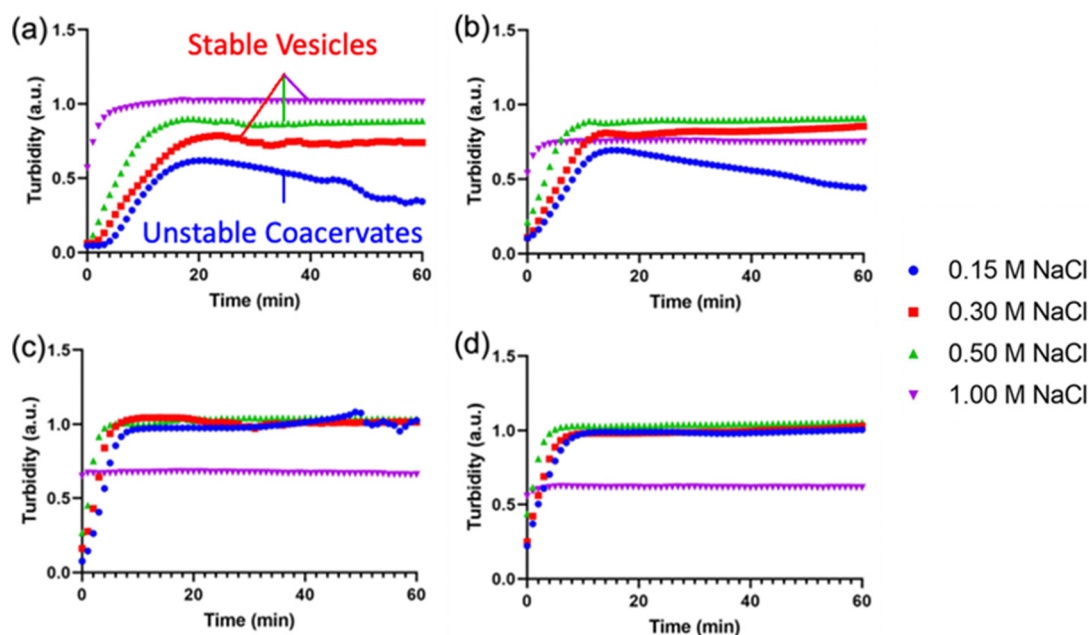 (a)
1.5
1.0
0.5
0.0
Turbidity (a.u.)
Stable Vesicles
Unstable Coacervates
0
20
40
60
Time (min)
(b)
1.5
1.0
0.5
0.0
Turbidity (a.u.)
0
20
40
60
Time (min)
0.15 M NaCl
0.30 M NaCl
0.50 M NaCl
1.00 M NaCl
(c)
1.5
1.0
0.5
0.0
Turbidity (a.u.)
0
20
40
60
Time (min)
(d)
1.5
1.0
0.5
0.0
Turbidity (a.u.)
0
20
40
60
Time (min)